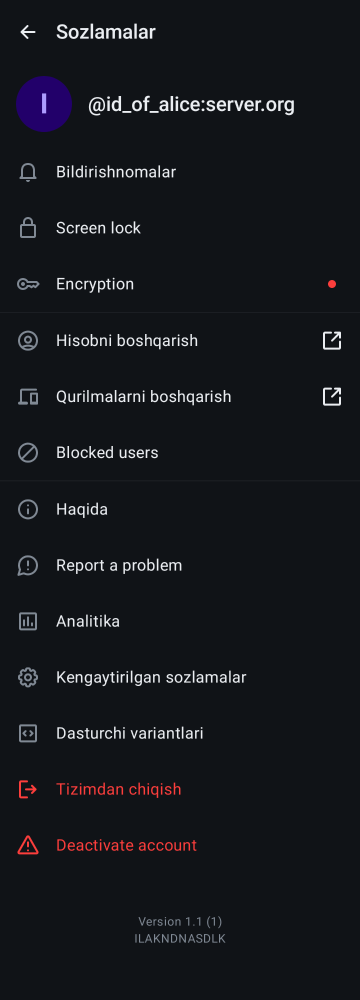 Sozlamalar
I
@id_of_alice:server.org
Bildirishnomalar
Screen lock
Encryption
Hisobni boshqarish
Qurilmalarni boshqarish
Blocked users
Haqida
Report a problem
Analitika
Kengaytirilgan sozlamalar
Dasturchi variantlari
Tizimdan chiqish
Deactivate account
Version 1.1 (1)
ILAKNDNASDLK